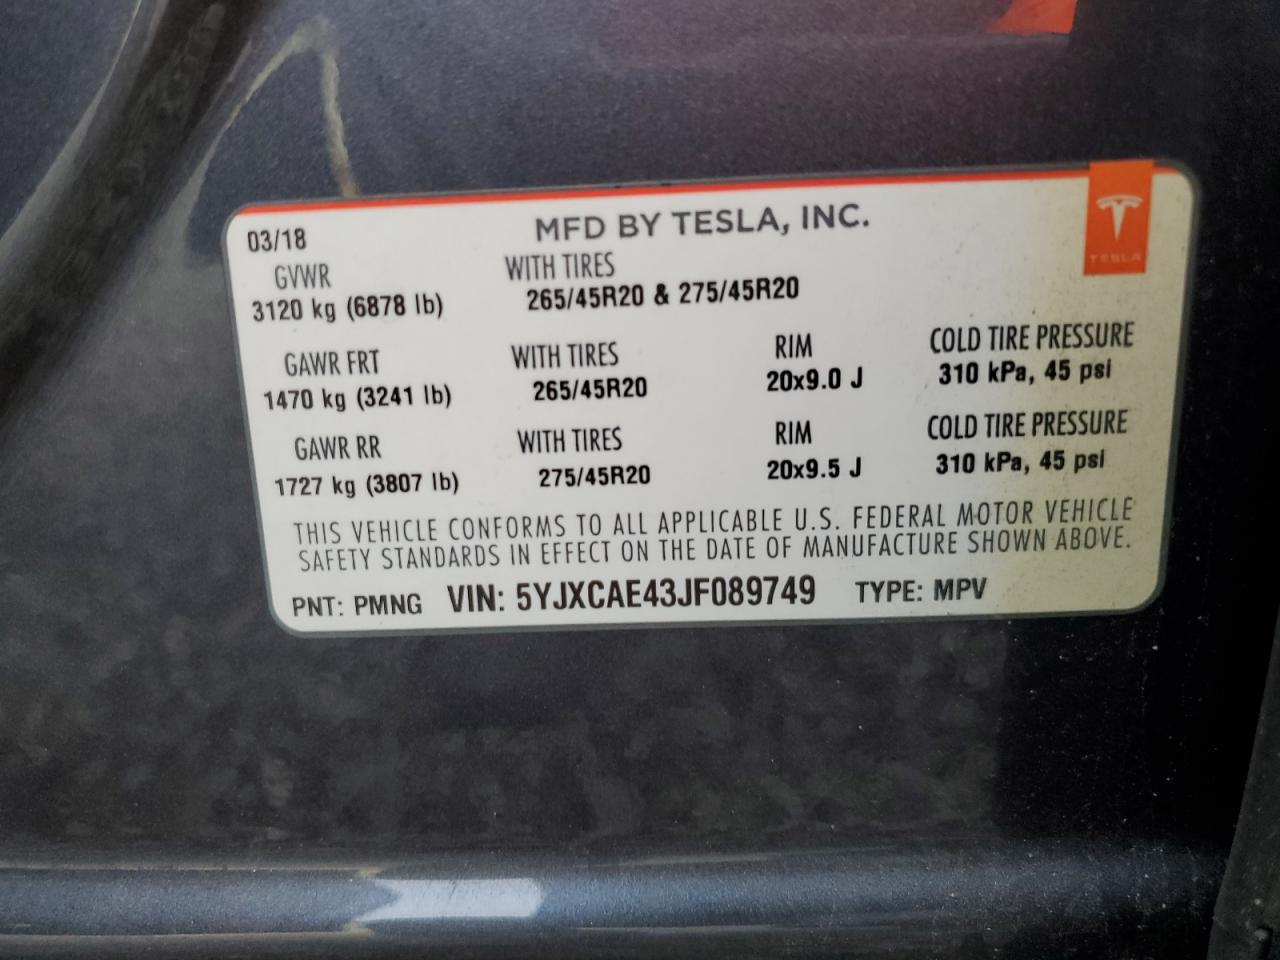 03/18 MFD BY TESLA, INC.
TESLA
GVWR WITH TIRES
3120 kg (6878 lb) 265/45R20 & 275/45R20
GAWR FRT WITH TIRES RIM COLD TIRE PRESSURE
1470 kg (3241 lb) 265/45R20 20x9.0 J 310 kPa, 45 psi
GAWR RR WITH TIRES RIM COLD TIRE PRESSURE
1727 kg (3807 lb) 275/45R20 20x9.5 J 310 kPa, 45 psi
THIS VEHICLE CONFORMS TO ALL APPLICABLE U.S. FEDERAL MOTOR VEHICLE
SAFETY STANDARDS IN EFFECT ON THE DATE OF MANUFACTURE SHOWN ABOVE.
PNT: PMNG VIN: 5YJXCAE43JF089749 TYPE: MPV